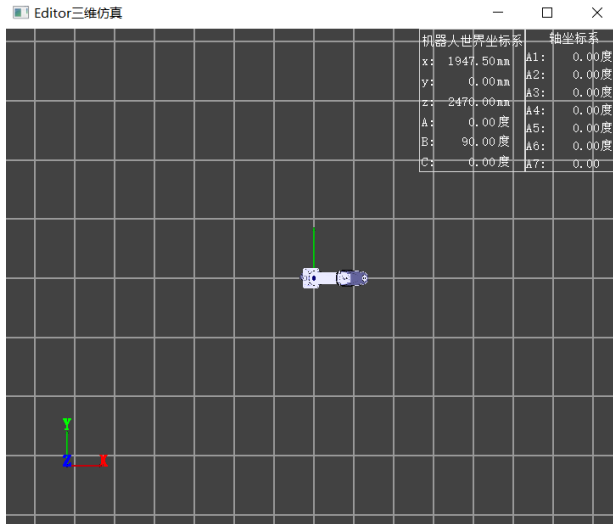 Editor三维仿真
机器人世界坐标系
x: 1947.50mm
y: 0.00mm
z: 2470.00mm
A: 0.00度
B: 90.00度
C: 0.00度
轴坐标系
A1: 0.00度
A2: 0.00度
A3: 0.00度
A4: 0.00度
A5: 0.00度
A6: 0.00度
A7: 0.00
Y
Z X